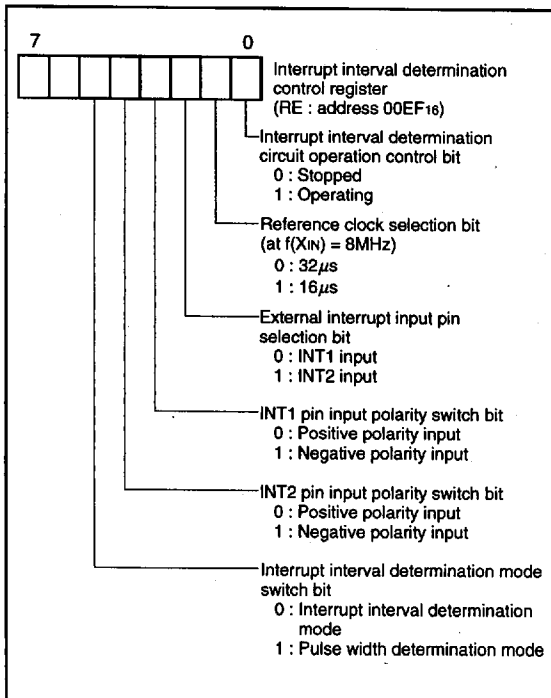 7 0
Interrupt interval determination
control register
(RE : address 00EF16)
Interrupt interval determination
circuit operation control bit
0 : Stopped
1 : Operating
Reference clock selection bit
(at f(XIN) = 8MHz)
0 : 32μs
1 : 16μs
External interrupt input pin
selection bit
0 : INT1 input
1 : INT2 input
INT1 pin input polarity switch bit
0 : Positive polarity input
1 : Negative polarity input
INT2 pin input polarity switch bit
0 : Positive polarity input
1 : Negative polarity input
Interrupt interval determination mode
switch bit
0 : Interrupt interval determination
mode
1 : Pulse width determination mode